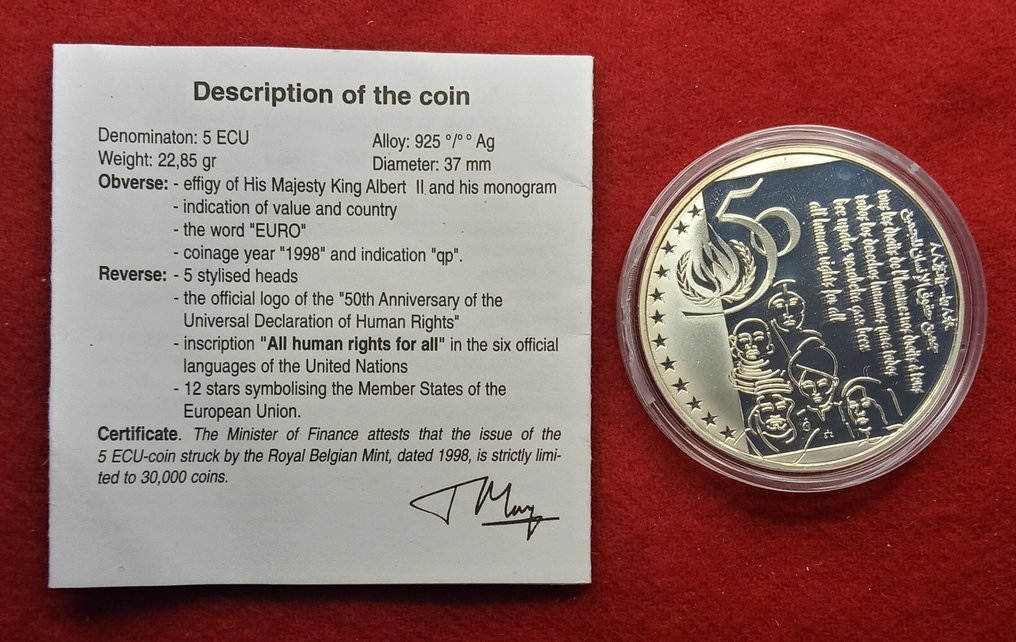 Description of the coin
Denominaton: 5 ECU
Alloy: 925 °/°° Ag
Weight: 22,85 gr
Diameter: 37 mm
Obverse: - effigy of His Majesty King Albert II and his monogram
- indication of value and country
- the word "EURO"
- coinage year "1998" and indication "qp".
Reverse: - 5 stylised heads
- the official logo of the "50th Anniversary of the
Universal Declaration of Human Rights"
- inscription "All human rights for all" in the six official
languages of the United Nations
- 12 stars symbolising the Member States of the
European Union.
Certificate. The Minister of Finance attests that the issue of the
5 ECU-coin struck by the Royal Belgian Mint, dated 1998, is strictly limi-
ted to 30,000 coins.
50
all human rights for all